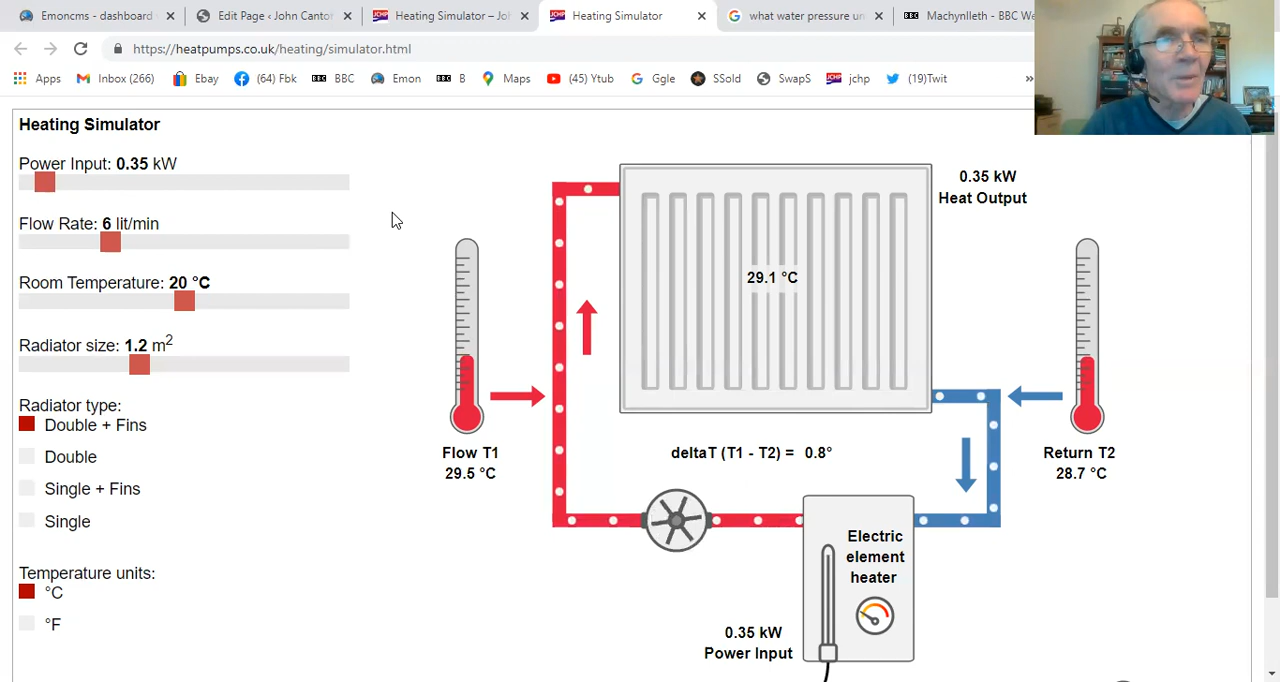 Emoncms - dashboard
Edit Page ‹ John Canto
Heating Simulator – Jo
Heating Simulator
what water pressure un
Machynlleth - BBC We
https://heatpumps.co.uk/heating/simulator.html
Apps
Inbox (266)
Ebay
(64) Fbk
BBC
Emon
B
Maps
(45) Ytub
Ggle
SSold
SwapS
jchp
(19)Twit
»
Heating Simulator
Power Input: 0.35 kW
Flow Rate: 6 lit/min
Room Temperature: 20 °C
Radiator size: 1.2 m²
Radiator type:
Double + Fins
Double
Single + Fins
Single
Temperature units:
°C
°F
0.35 kW
Heat Output
29.1 °C
Flow T1
29.5 °C
deltaT (T1 - T2) = 0.8°
Return T2
28.7 °C
Electric
element
heater
0.35 kW
Power Input